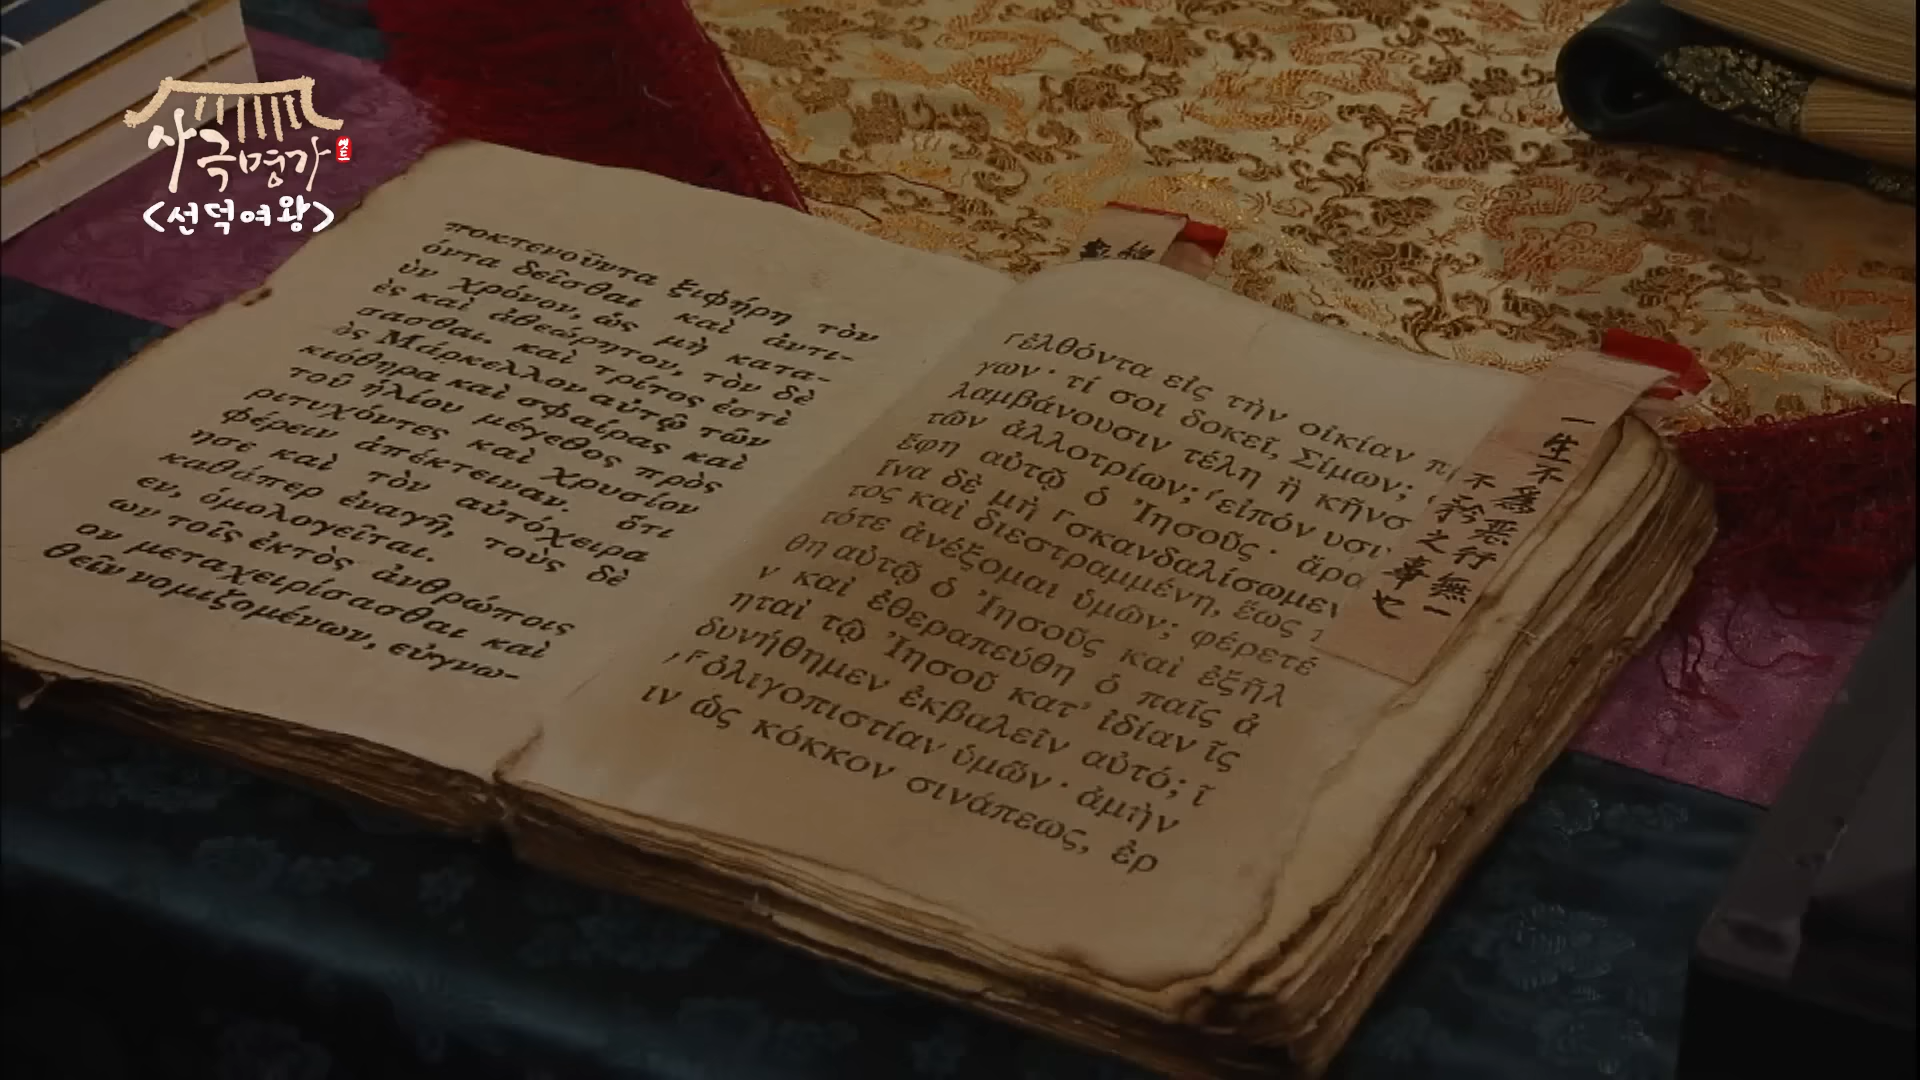 사극명가
<선덕여왕>
ποκτενοῦντα ξιφήρη τὸν
όντα δεῖσθαι καὶ ἀντι-
ὺν χρόνον, ὡς μὴ κατα-
ὲς καὶ ἀθεώρητον, τὸν δὲ
σασθαι. καὶ τρίτος ἐστὶ
ὸς Μάρκελλον αὐτῷ τῶν
κιόθηρα καὶ σφαίρας καὶ
τοῦ ἡλίου μέγεθος πρὸς
ριτυχόντες καὶ χρυσίον
φέρειν ἀπέκτειναν. ὅτι
ησε καὶ τὸν αὐτόχειρα
καθάπερ ἐναγῆ, τοὺς δὲ
εν, ὁμολογεῖται.
ων τοῖς ἐκτὸς ἀνθρώποις
ον μεταχειρίσασθαι καὶ
θεῖν νομιζομένων, εὐγνω-
⸢ἐλθόντα εἰς τὴν οἰκίαν
γων· τί σοι δοκεῖ, Σίμων;
λαμβάνουσιν τέλη ἢ κῆνσ
τῶν ἀλλοτρίων; ⸂εἰπόν
ἔφη αὐτῷ ὁ Ἰησοῦς· ἄρα
ἵνα δὲ μὴ ⸀σκανδαλίσωμεν
τος καὶ διεστραμμένη, ἕως
τότε ἀνέξομαι ὑμῶν; φέρετέ
θη αὐτῷ ὁ Ἰησοῦς καὶ ἐξῆλ
ν καὶ ἐθεραπεύθη ὁ παῖς ἀ
ηταὶ τῷ Ἰησοῦ κατ’ ἰδίαν
δυνήθημεν ἐκβαλεῖν αὐτό;
⸀ὀλιγοπιστίαν ὑμῶν· ἀμὴν
ιν ὡς κόκκον σινάπεως, ἐρ
一生不為惡行無一
不矜之事也